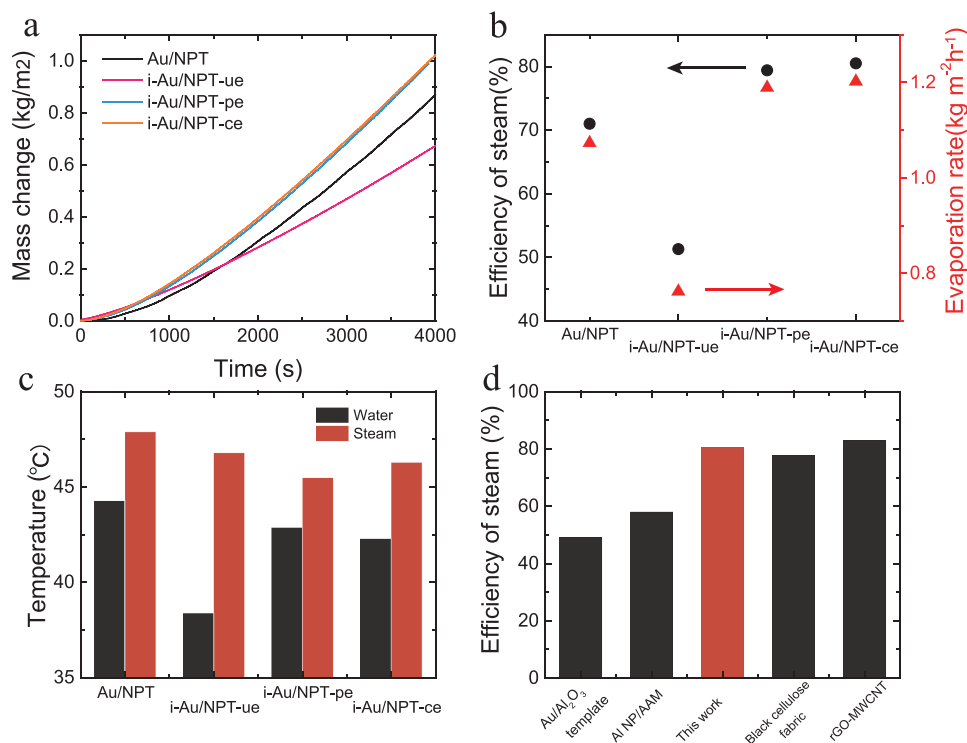 a
Mass change (kg/m2)
1.0
0.8
0.6
0.4
0.2
0.0
Au/NPT
i-Au/NPT-ue
i-Au/NPT-pe
i-Au/NPT-ce
0
1000
2000
3000
4000
Time (s)
b
Efficiency of steam(%)
80
70
60
50
40
1.2
1.0
0.8
Evaporation rate(kg m⁻²h⁻¹)
Au/NPT
i-Au/NPT-ue
i-Au/NPT-pe
i-Au/NPT-ce
c
Temperature (℃)
50
45
40
35
Water
Steam
Au/NPT
i-Au/NPT-ue
i-Au/NPT-pe
i-Au/NPT-ce
d
Efficiency of steam (%)
100
80
60
40
20
0
Au/Al₂O₃
template
Al NP/AAM
This work
Black cellulose
fabric
rGO-MWCNT